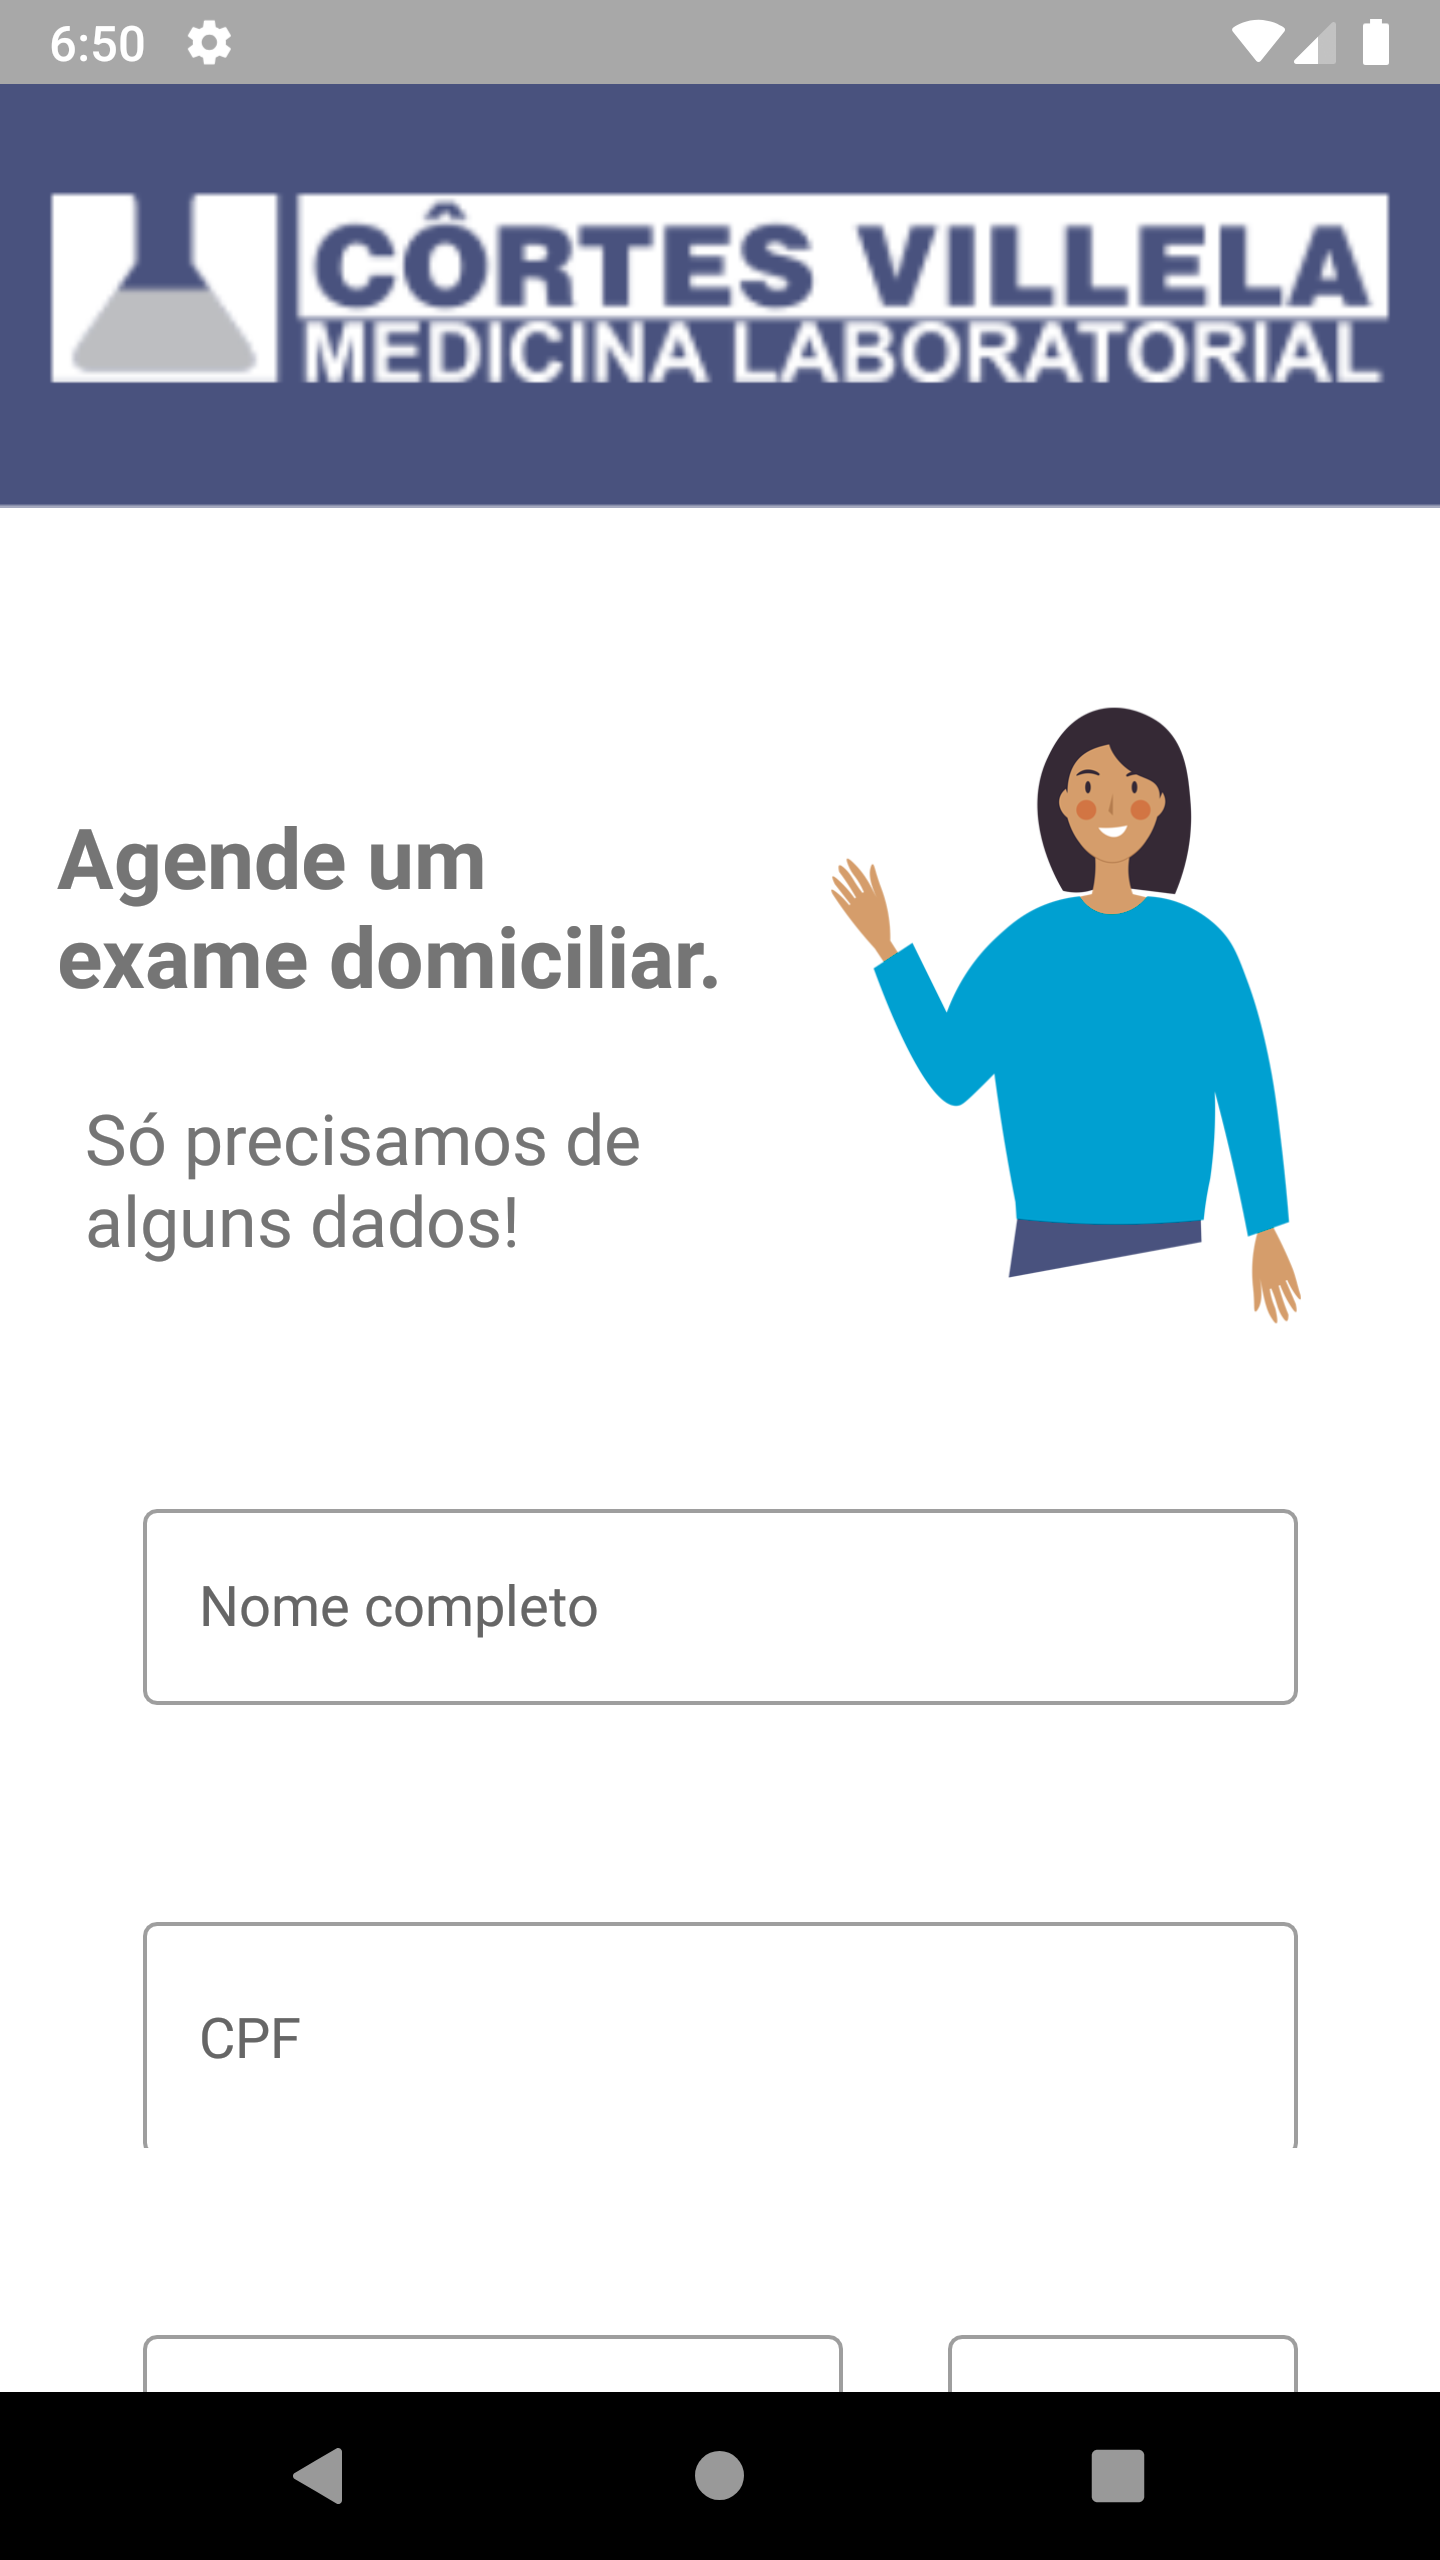 6:50
CÔRTES VILLELA
MEDICINA LABORATORIAL
Agende um
exame domiciliar.
Só precisamos de
alguns dados!
Nome completo
CPF